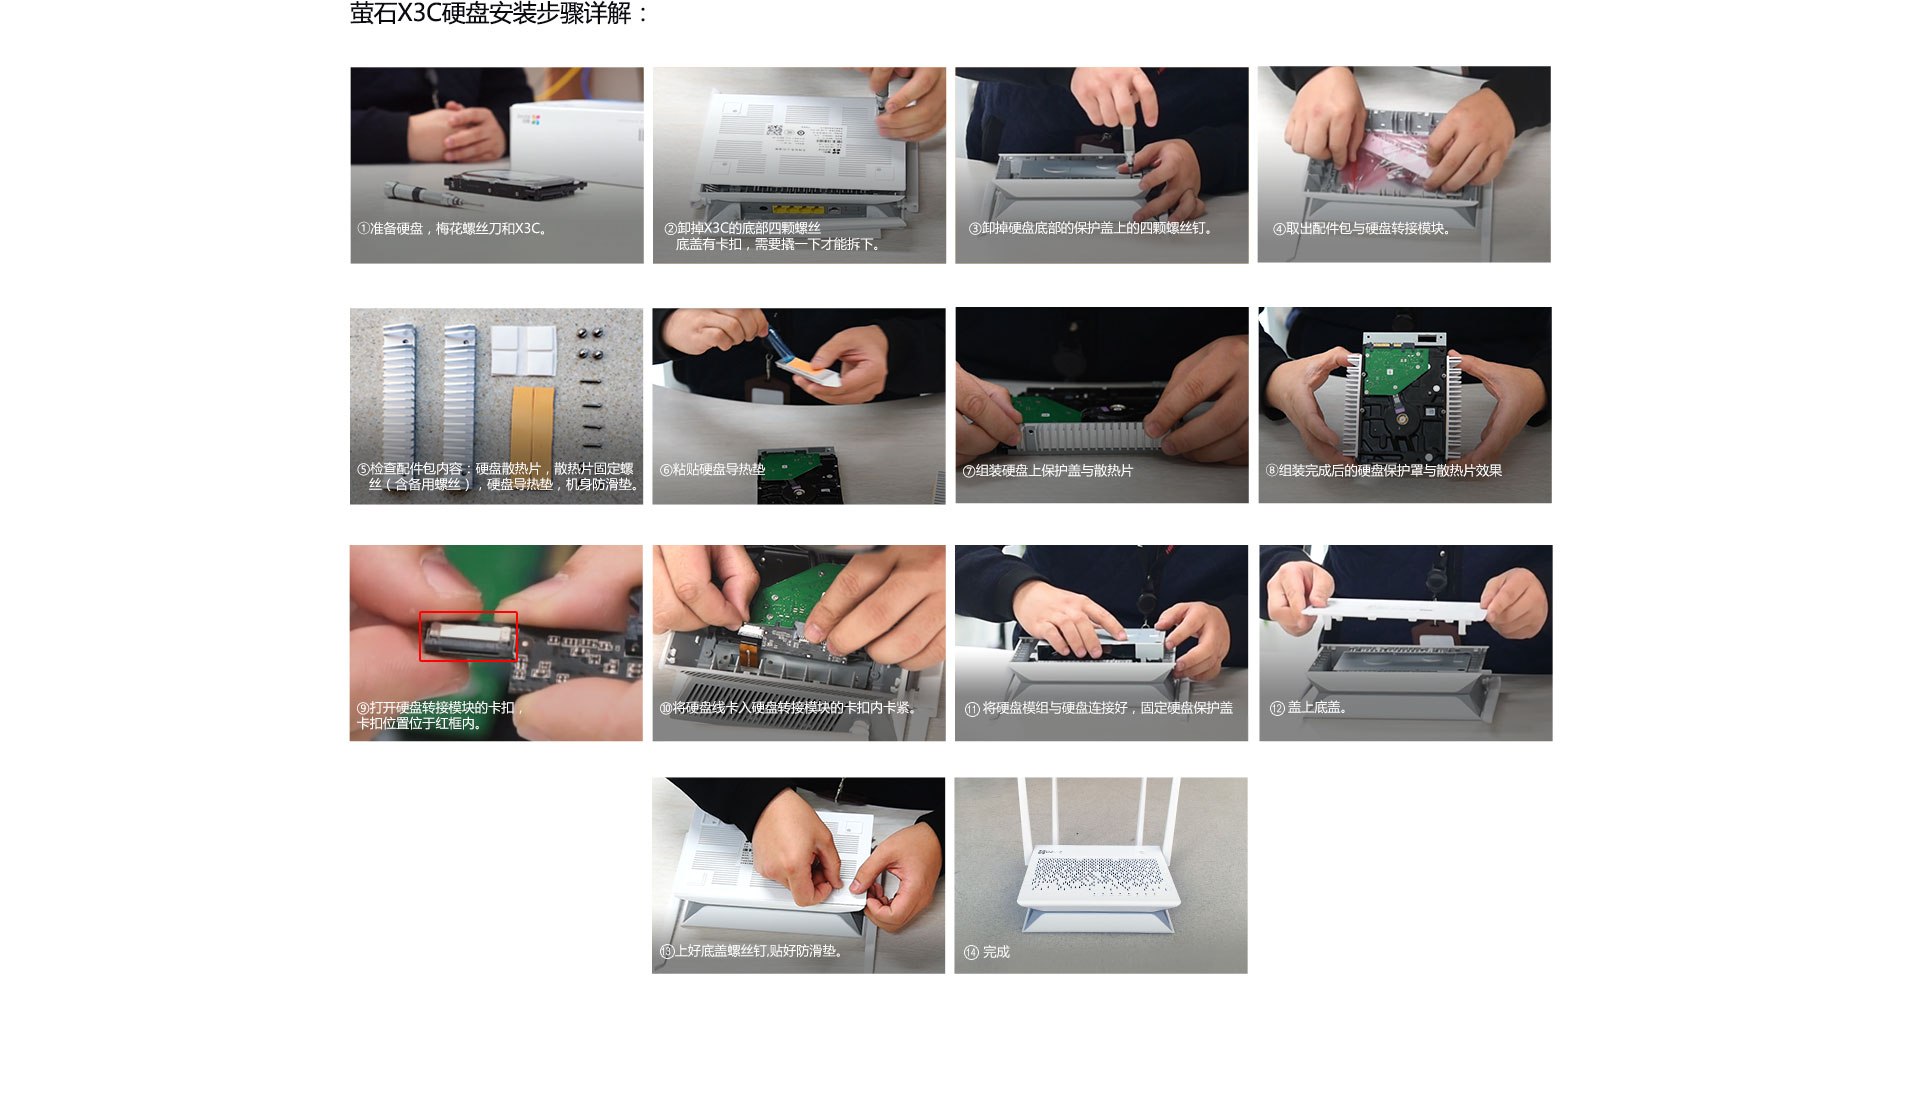 萤石X3C硬盘安装步骤详解：
①准备硬盘，梅花螺丝刀和X3C。
②卸掉X3C的底部四颗螺丝
底盖有卡扣，需要撬一下才能拆下。
③卸掉硬盘底部的保护盖上的四颗螺丝钉。
④取出配件包与硬盘转接模块。
⑤检查配件包内容：硬盘散热片，散热片固定螺
丝（含备用螺丝），硬盘导热垫，机身防滑垫。
⑥粘贴硬盘导热垫
⑦组装硬盘上保护盖与散热片
⑧组装完成后的硬盘保护罩与散热片效果
⑨打开硬盘转接模块的卡扣，
卡扣位置位于红框内。
⑩将硬盘线卡入硬盘转接模块的卡扣内卡紧。
⑪ 将硬盘模组与硬盘连接好，固定硬盘保护盖
⑫ 盖上底盖。
⑬上好底盖螺丝钉,贴好防滑垫。
⑭ 完成